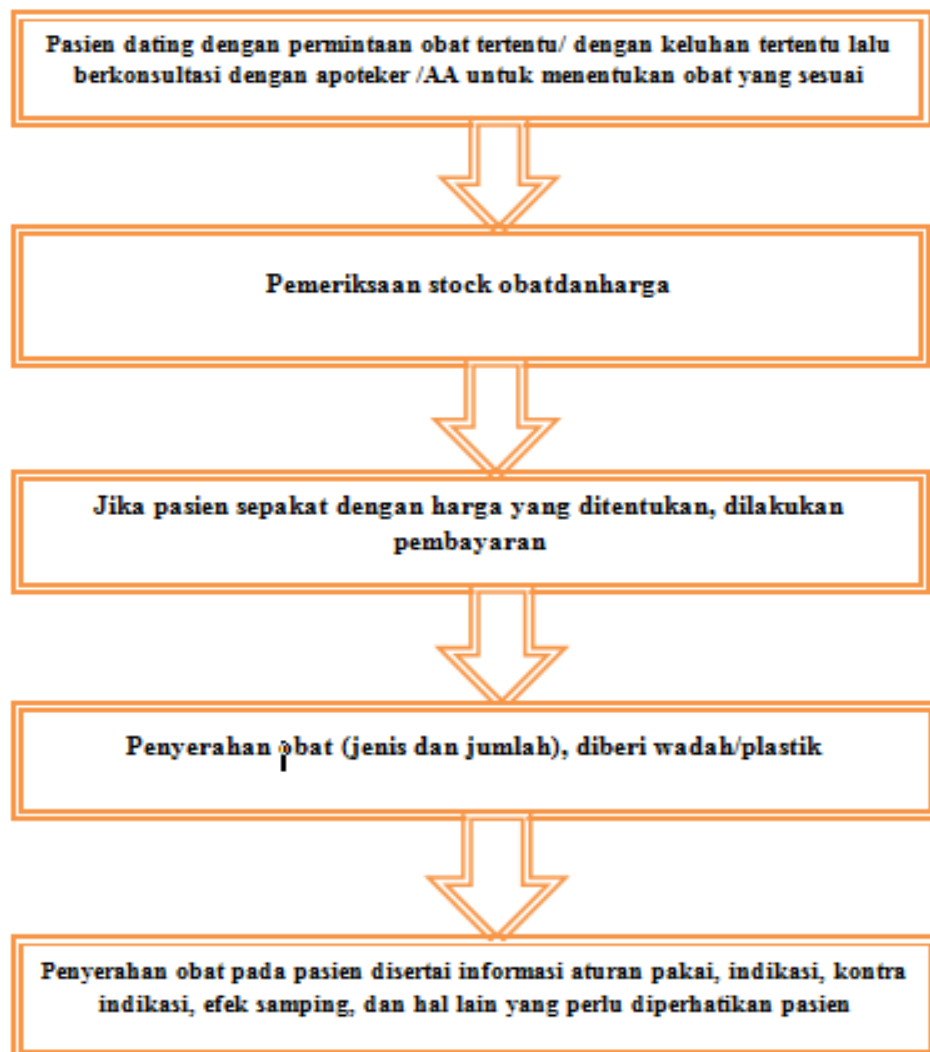 Pasien dating dengan permintaan obat tertentu/ dengan keluhan tertentu lalu
berkonsultasi dengan apoteker /AA untuk menentukan obat yang sesuai
Pemeriksaan stock obatdanharga
Jika pasien sepakat dengan harga yang ditentukan, dilakukan
pembayaran
Penyerahan obat (jenis dan jumlah), diberi wadah/plastik
Penyerahan obat pada pasien disertai informasi aturan pakai, indikasi, kontra
indikasi, efek samping, dan hal lain yang perlu diperhatikan pasien